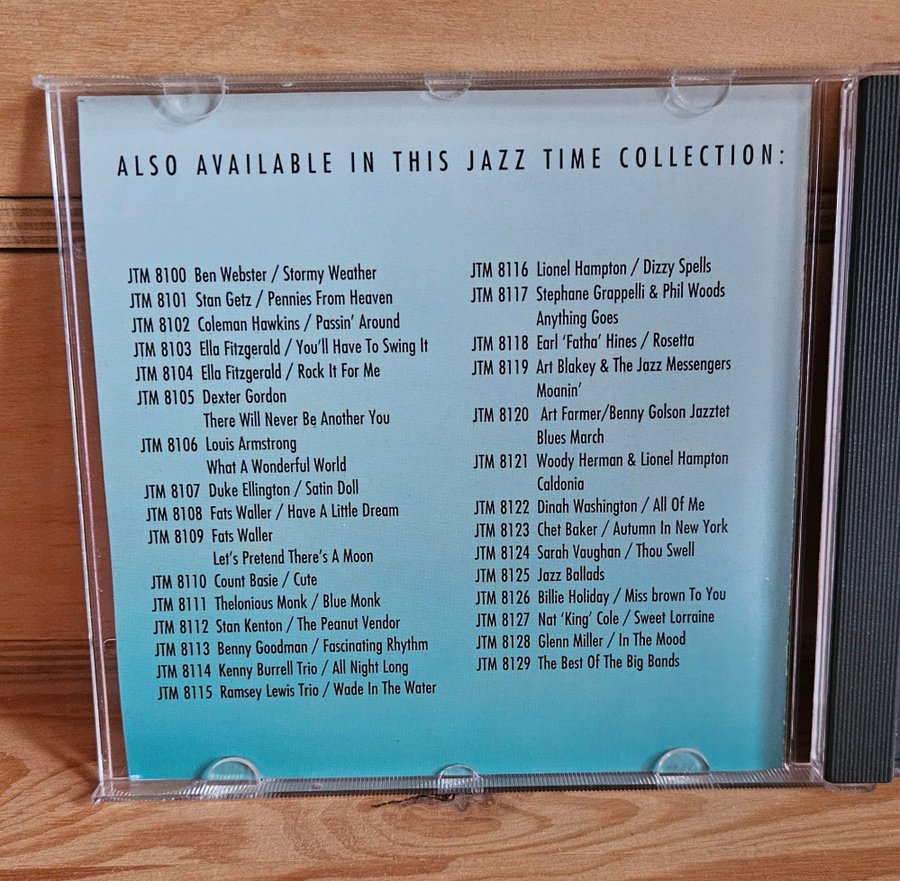 ALSO AVAILABLE IN THIS JAZZ TIME COLLECTION:
JTM 8100 Ben Webster / Stormy Weather
JTM 8101 Stan Getz / Pennies From Heaven
JTM 8102 Coleman Hawkins / Passin' Around
JTM 8103 Ella Fitzgerald / You'll Have To Swing It
JTM 8104 Ella Fitzgerald / Rock It For Me
JTM 8105 Dexter Gordon
There Will Never Be Another You
JTM 8106 Louis Armstrong
What A Wonderful World
JTM 8107 Duke Ellington / Satin Doll
JTM 8108 Fats Waller / Have A Little Dream
JTM 8109 Fats Waller
Let's Pretend There's A Moon
JTM 8110 Count Basie / Cute
JTM 8111 Thelonious Monk / Blue Monk
JTM 8112 Stan Kenton / The Peanut Vendor
JTM 8113 Benny Goodman / Fascinating Rhythm
JTM 8114 Kenny Burrell Trio / All Night Long
JTM 8115 Ramsey Lewis Trio / Wade In The Water
JTM 8116 Lionel Hampton / Dizzy Spells
JTM 8117 Stephane Grappelli & Phil Woods
Anything Goes
JTM 8118 Earl 'Fatha' Hines / Rosetta
JTM 8119 Art Blakey & The Jazz Messengers
Moanin'
JTM 8120 Art Farmer/Benny Golson Jazztet
Blues March
JTM 8121 Woody Herman & Lionel Hampton
Caldonia
JTM 8122 Dinah Washington / All Of Me
JTM 8123 Chet Baker / Autumn In New York
JTM 8124 Sarah Vaughan / Thou Swell
JTM 8125 Jazz Ballads
JTM 8126 Billie Holiday / Miss brown To You
JTM 8127 Nat 'King' Cole / Sweet Lorraine
JTM 8128 Glenn Miller / In The Mood
JTM 8129 The Best Of The Big Bands